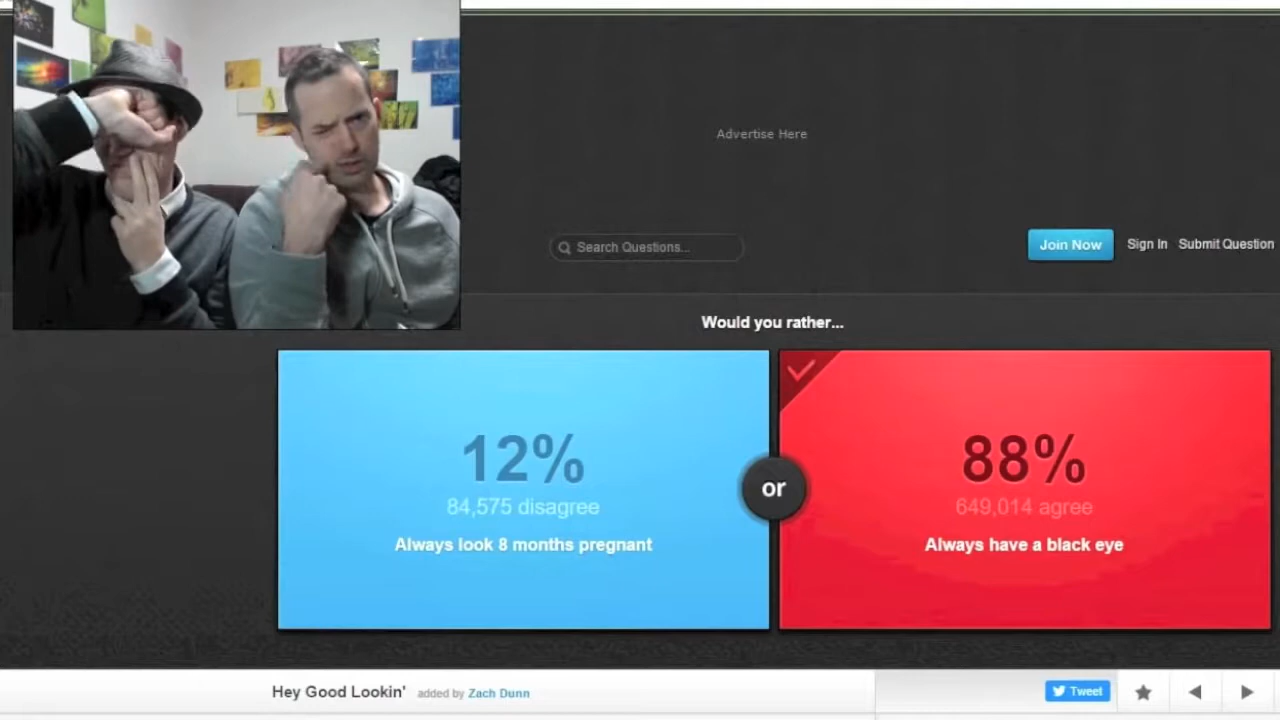 Advertise Here
Search Questions...
Join Now
Sign In
Submit Question
Would you rather...
12%
84,575 disagree
Always look 8 months pregnant
or
88%
649,014 agree
Always have a black eye
Hey Good Lookin' added by Zach Dunn
Tweet